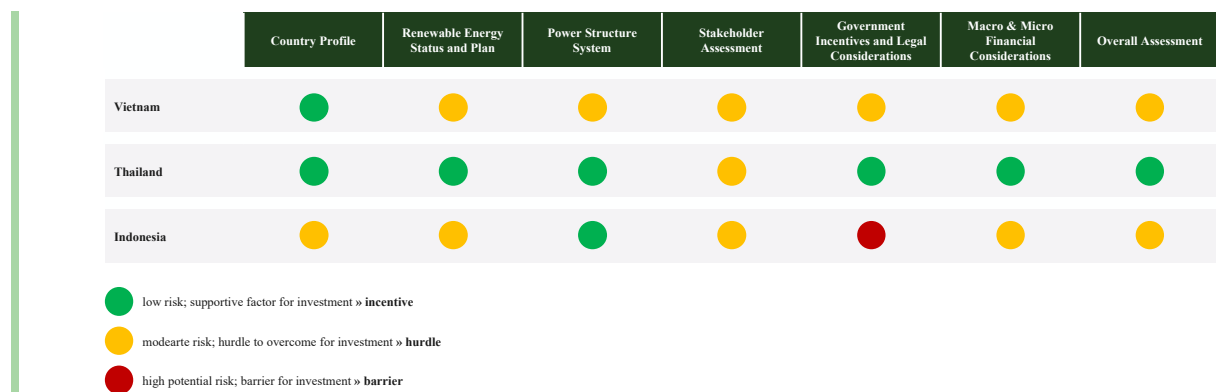 Country Profile
Renewable Energy
Status and Plan
Power Structure
System
Stakeholder
Assessment
Government
Incentives and Legal
Considerations
Macro & Micro
Financial
Considerations
Overall Assessment
Vietnam
Thailand
Indonesia
low risk; supportive factor for investment » incentive
modearte risk; hurdle to overcome for investment » hurdle
high potential risk; barrier for investment » barrier